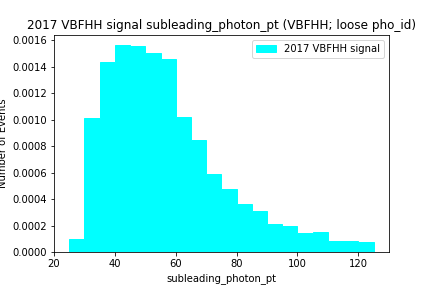 2017 VBFHH signal subleading_photon_pt (VBFHH; loose pho_id)
2017 VBFHH signal
0.0016
0.0014
0.0012
0.0010
0.0008
0.0006
0.0004
0.0002
0.0000
Number of Events
20 40 60 80 100 120
subleading_photon_pt